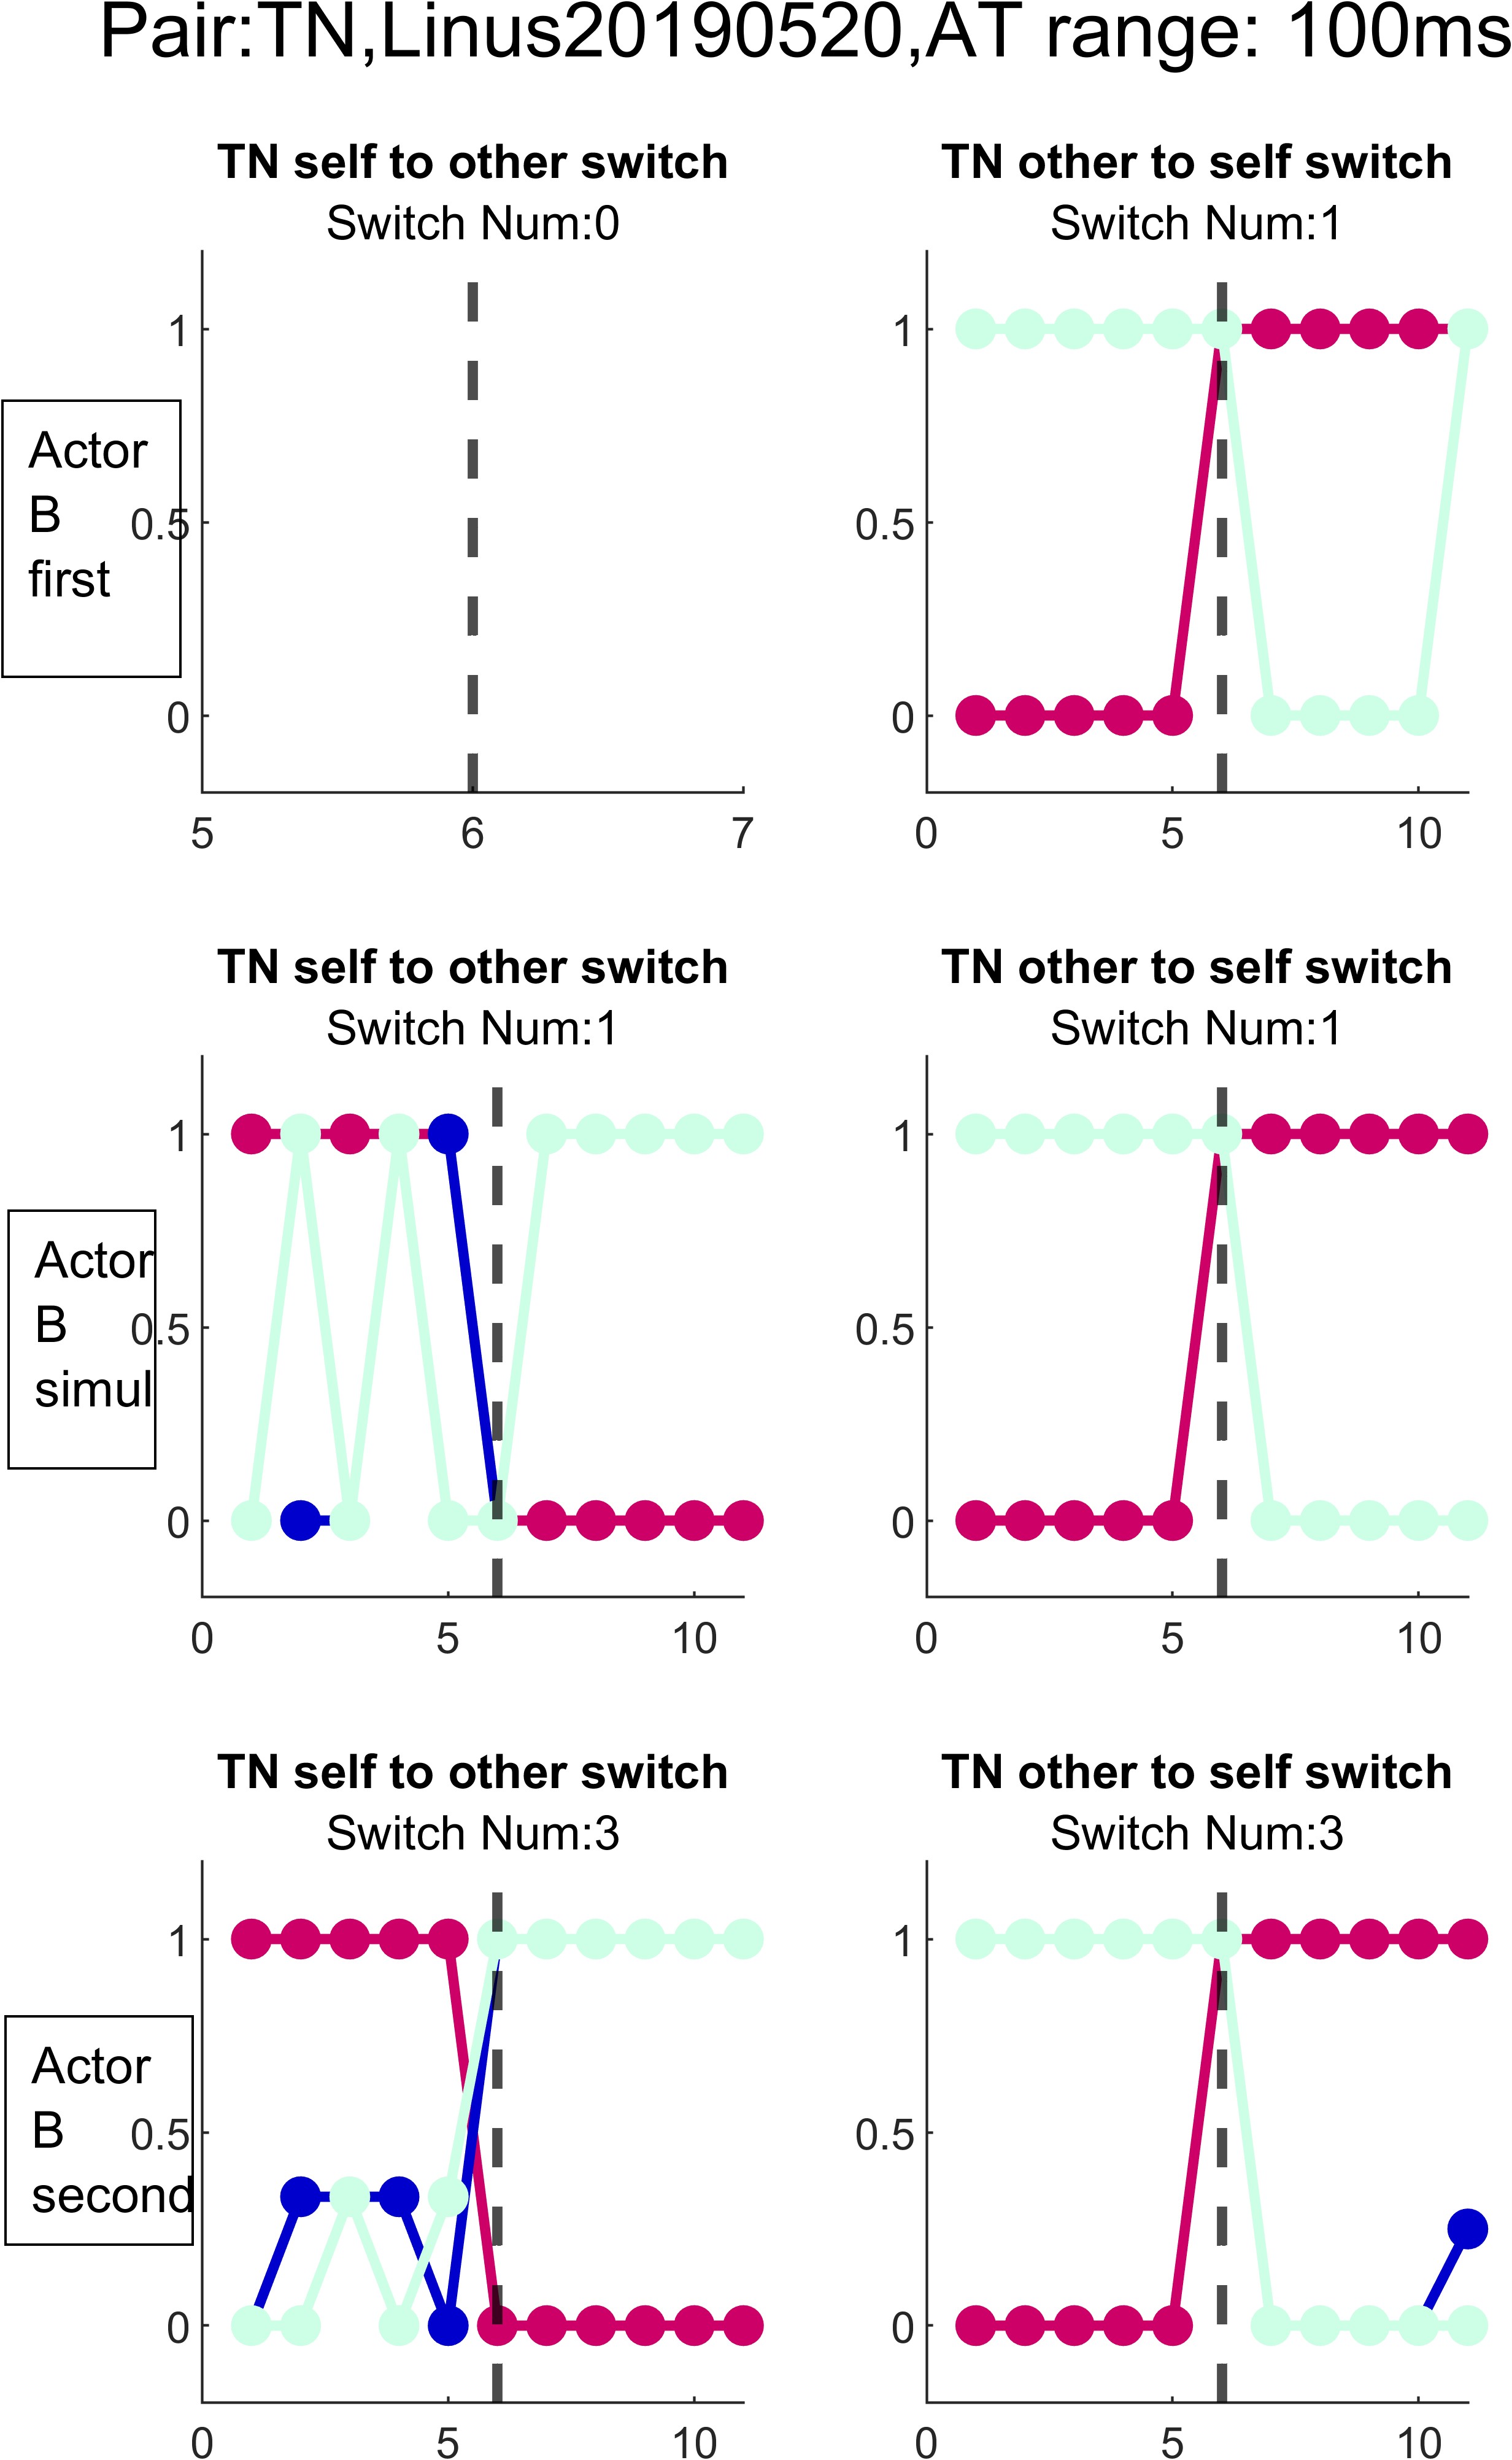 Pair:TN,Linus20190520,AT range: 100ms
TN self to other switch
Switch Num:0
TN other to self switch
Switch Num:1
Actor
B
first
1
0.5
0
5 6 7
1
0.5
0
0 5 10
TN self to other switch
Switch Num:1
TN other to self switch
Switch Num:1
Actor
B
simul
1
0.5
0
0 5 10
1
0.5
0
0 5 10
TN self to other switch
Switch Num:3
TN other to self switch
Switch Num:3
Actor
B
second
1
0.5
0
0 5 10
1
0.5
0
0 5 10